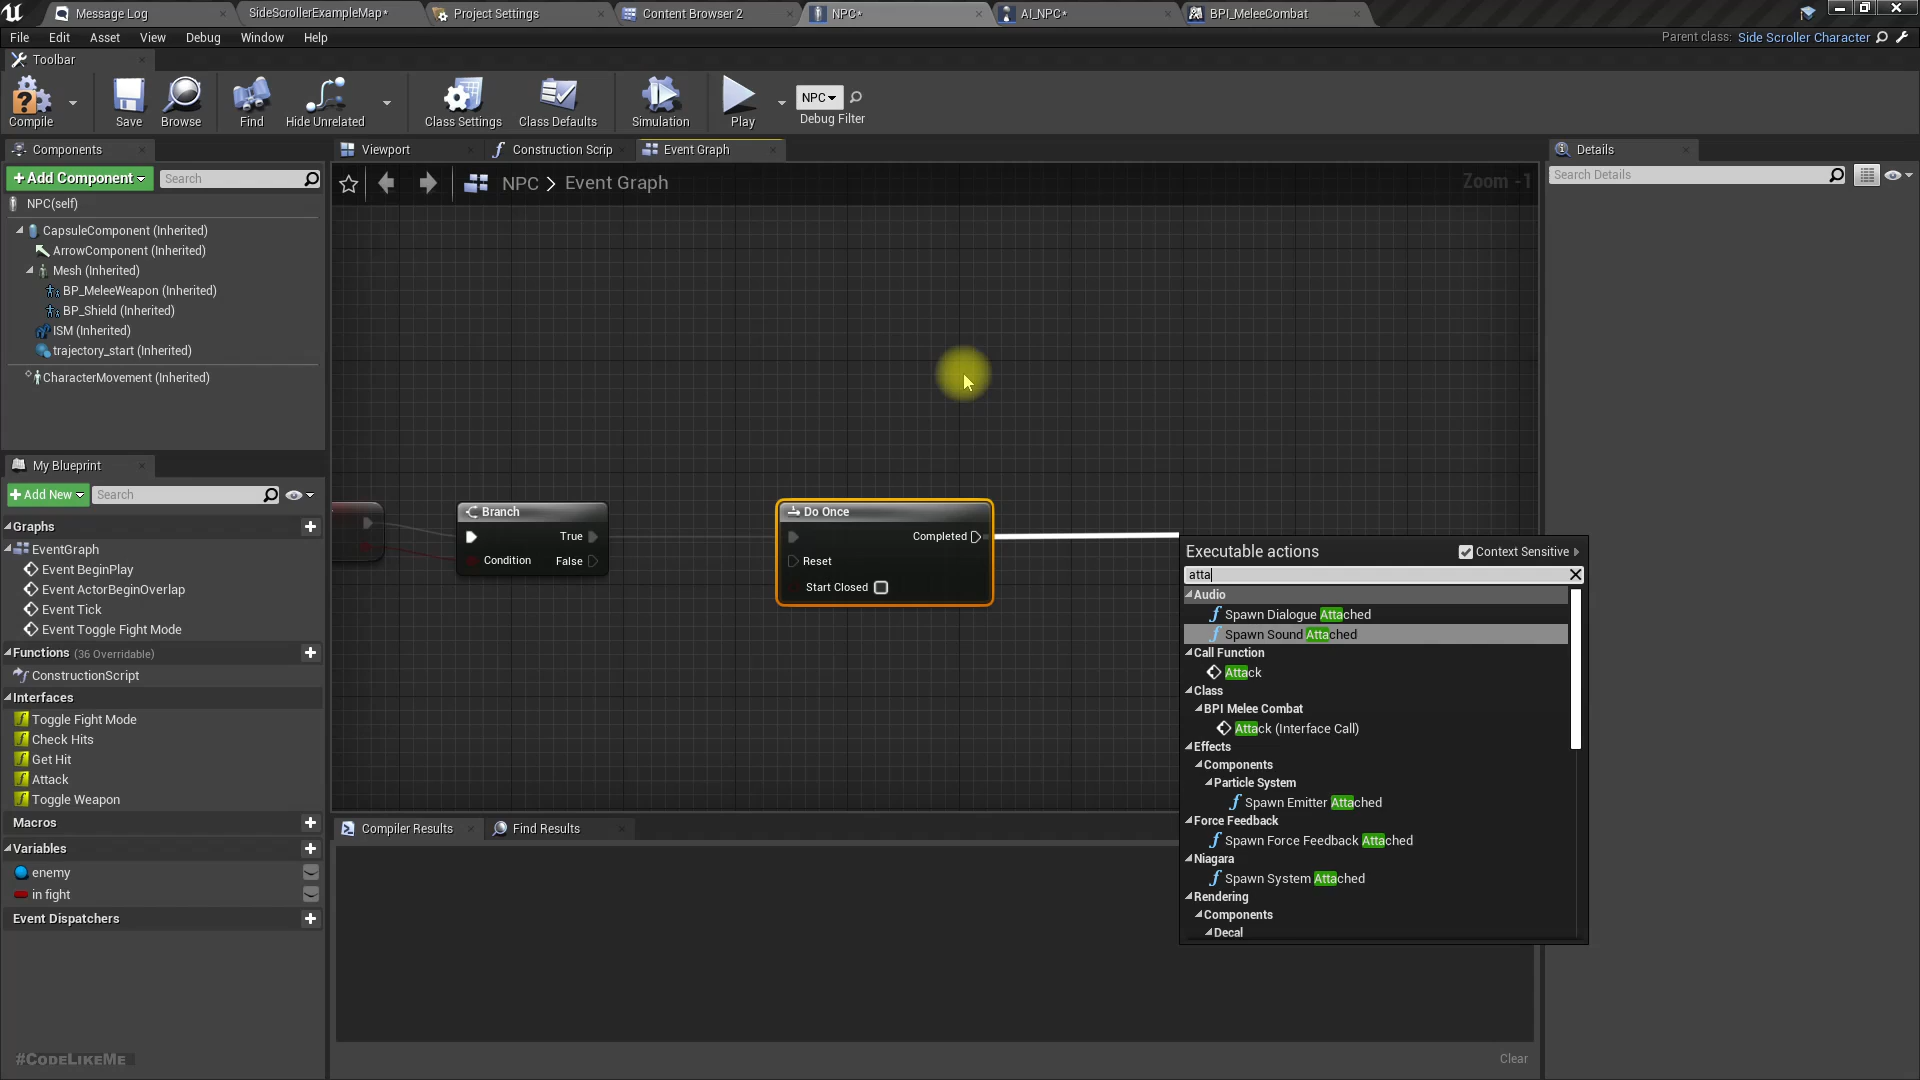 Message Log
SideScrollerExampleMap*
Project Settings
Content Browser 2
NPC*
AI_NPC*
BPI_MeleeCombat
File Edit Asset View Debug Window Help
Parent class: Side Scroller Character
Toolbar
Compile
Save
Browse
Find
Hide Unrelated
Class Settings
Class Defaults
Simulation
Play
NPC
Debug Filter
Components
+Add Component
Search
NPC(self)
CapsuleComponent (Inherited)
ArrowComponent (Inherited)
Mesh (Inherited)
BP_MeleeWeapon (Inherited)
BP_Shield (Inherited)
ISM (Inherited)
trajectory_start (Inherited)
CharacterMovement (Inherited)
My Blueprint
+Add New
Search
Graphs
EventGraph
Event BeginPlay
Event ActorBeginOverlap
Event Tick
Event Toggle Fight Mode
Functions (36 Overridable)
ConstructionScript
Interfaces
Toggle Fight Mode
Check Hits
Get Hit
Attack
Toggle Weapon
Macros
Variables
enemy
in fight
Event Dispatchers
#CodeLikeMe
Viewport
Construction Scrip
Event Graph
NPC > Event Graph
Zoom -1
Branch
True
Condition False
Do Once
Completed
Reset
Start Closed
Executable actions
Context Sensitive
atta
Audio
Spawn Dialogue Attached
Spawn Sound Attached
Call Function
Attack
Class
BPI Melee Combat
Attack (Interface Call)
Effects
Components
Particle System
Spawn Emitter Attached
Force Feedback
Spawn Force Feedback Attached
Niagara
Spawn System Attached
Rendering
Components
Decal
Compiler Results
Find Results
Clear
Details
Search Details